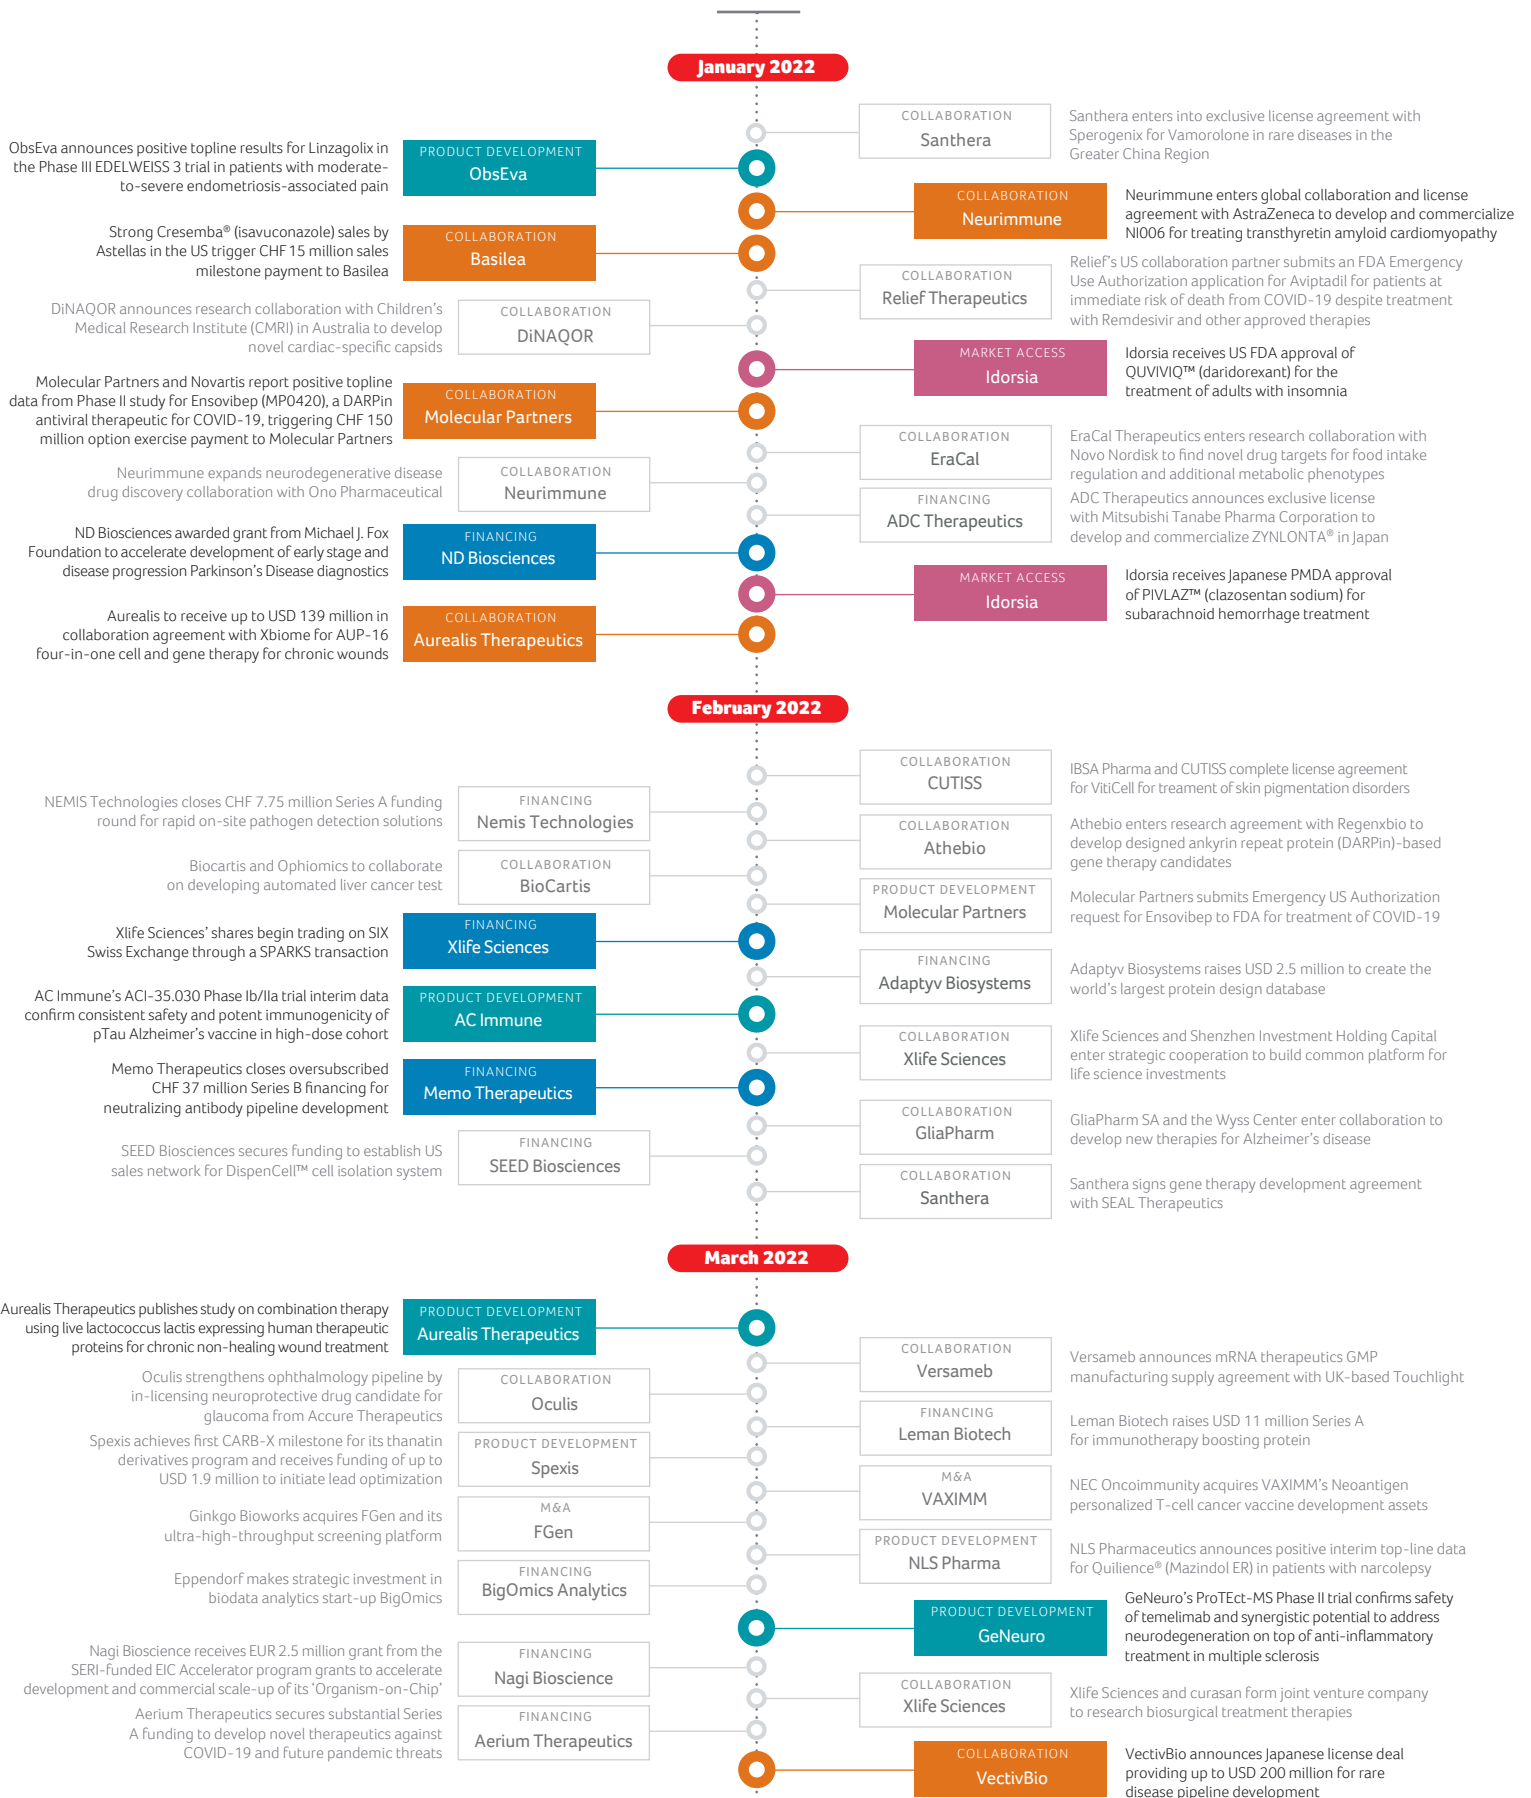 January 2022
COLLABORATION
Santhera
Santhera enters into exclusive license agreement with
Sperogenix for Vamorolone in rare diseases in the
Greater China Region
ObsEva announces positive topline results for Linzagolix in
the Phase III EDELWEISS 3 trial in patients with moderate-
to-severe endometriosis-associated pain
PRODUCT DEVELOPMENT
ObsEva
COLLABORATION
Neurimmune
Neurimmune enters global collaboration and license
agreement with AstraZeneca to develop and commercialize
NI006 for treating transthyretin amyloid cardiomyopathy
Strong Cresemba® (isavuconazole) sales by
Astellas in the US trigger CHF 15 million sales
milestone payment to Basilea
COLLABORATION
Basilea
COLLABORATION
Relief Therapeutics
Relief's US collaboration partner submits an FDA Emergency
Use Authorization application for Aviptadil for patients at
immediate risk of death from COVID-19 despite treatment
with Remdesivir and other approved therapies
DiNAQOR announces research collaboration with Children's
Medical Research Institute (CMRI) in Australia to develop
novel cardiac-specific capsids
COLLABORATION
DiNAQOR
MARKET ACCESS
Idorsia
Idorsia receives US FDA approval of
QUVIVIQ™ (daridorexant) for the
treatment of adults with insomnia
Molecular Partners and Novartis report positive topline
data from Phase II study for Ensovibep (MP0420), a DARPin
antiviral therapeutic for COVID-19, triggering CHF 150
million option exercise payment to Molecular Partners
COLLABORATION
Molecular Partners
COLLABORATION
EraCal
EraCal Therapeutics enters research collaboration with
Novo Nordisk to find novel drug targets for food intake
regulation and additional metabolic phenotypes
Neurimmune expands neurodegenerative disease
drug discovery collaboration with Ono Pharmaceutical
COLLABORATION
Neurimmune
FINANCING
ADC Therapeutics
ADC Therapeutics announces exclusive license
with Mitsubishi Tanabe Pharma Corporation to
develop and commercialize ZYNLONTA® in Japan
ND Biosciences awarded grant from Michael J. Fox
Foundation to accelerate development of early stage and
disease progression Parkinson's Disease diagnostics
FINANCING
ND Biosciences
MARKET ACCESS
Idorsia
Idorsia receives Japanese PMDA approval
of PIVLAZ™ (clazosentan sodium) for
subarachnoid hemorrhage treatment
Aurealis to receive up to USD 139 million in
collaboration agreement with Xbiome for AUP-16
four-in-one cell and gene therapy for chronic wounds
COLLABORATION
Aurealis Therapeutics
February 2022
COLLABORATION
CUTISS
IBSA Pharma and CUTISS complete license agreement
for VitiCell for treament of skin pigmentation disorders
NEMIS Technologies closes CHF 7.75 million Series A funding
round for rapid on-site pathogen detection solutions
FINANCING
Nemis Technologies
COLLABORATION
Athebio
Athebio enters research agreement with Regenxbio to
develop designed ankyrin repeat protein (DARPin)-based
gene therapy candidates
Biocartis and Ophiomics to collaborate
on developing automated liver cancer test
COLLABORATION
BioCartis
PRODUCT DEVELOPMENT
Molecular Partners
Molecular Partners submits Emergency US Authorization
request for Ensovibep to FDA for treatment of COVID-19
Xlife Sciences' shares begin trading on SIX
Swiss Exchange through a SPARKS transaction
FINANCING
Xlife Sciences
FINANCING
Adaptyv Biosystems
Adaptyv Biosystems raises USD 2.5 million to create the
world's largest protein design database
AC Immune's ACI-35.030 Phase Ib/IIa trial interim data
confirm consistent safety and potent immunogenicity of
pTau Alzheimer's vaccine in high-dose cohort
PRODUCT DEVELOPMENT
AC Immune
COLLABORATION
Xlife Sciences
Xlife Sciences and Shenzhen Investment Holding Capital
enter strategic cooperation to build common platform for
life science investments
Memo Therapeutics closes oversubscribed
CHF 37 million Series B financing for
neutralizing antibody pipeline development
FINANCING
Memo Therapeutics
COLLABORATION
GliaPharm
GliaPharm SA and the Wyss Center enter collaboration to
develop new therapies for Alzheimer's disease
SEED Biosciences secures funding to establish US
sales network for DispenCell™ cell isolation system
FINANCING
SEED Biosciences
COLLABORATION
Santhera
Santhera signs gene therapy development agreement
with SEAL Therapeutics
March 2022
Aurealis Therapeutics publishes study on combination therapy
using live lactococcus lactis expressing human therapeutic
proteins for chronic non-healing wound treatment
PRODUCT DEVELOPMENT
Aurealis Therapeutics
COLLABORATION
Versameb
Versameb announces mRNA therapeutics GMP
manufacturing supply agreement with UK-based Touchlight
Oculis strengthens ophthalmology pipeline by
in-licensing neuroprotective drug candidate for
glaucoma from Accure Therapeutics
COLLABORATION
Oculis
FINANCING
Leman Biotech
Leman Biotech raises USD 11 million Series A
for immunotherapy boosting protein
Spexis achieves first CARB-X milestone for its thanatin
derivatives program and receives funding of up to
USD 1.9 million to initiate lead optimization
PRODUCT DEVELOPMENT
Spexis
M&A
VAXIMM
NEC Oncoimmunity acquires VAXIMM's Neoantigen
personalized T-cell cancer vaccine development assets
Ginkgo Bioworks acquires FGen and its
ultra-high-throughput screening platform
M&A
FGen
PRODUCT DEVELOPMENT
NLS Pharma
NLS Pharmaceutics announces positive interim top-line data
for Quilience® (Mazindol ER) in patients with narcolepsy
Eppendorf makes strategic investment in
biodata analytics start-up BigOmics
FINANCING
BigOmics Analytics
PRODUCT DEVELOPMENT
GeNeuro
GeNeuro's ProTEct-MS Phase II trial confirms safety
of temelimab and synergistic potential to address
neurodegeneration on top of anti-inflammatory
treatment in multiple sclerosis
Nagi Bioscience receives EUR 2.5 million grant from the
SERI-funded EIC Accelerator program grants to accelerate
development and commercial scale-up of its 'Organism-on-Chip'
FINANCING
Nagi Bioscience
COLLABORATION
Xlife Sciences
Xlife Sciences and curasan form joint venture company
to research biosurgical treatment therapies
Aerium Therapeutics secures substantial Series
A funding to develop novel therapeutics against
COVID-19 and future pandemic threats
FINANCING
Aerium Therapeutics
COLLABORATION
VectivBio
VectivBio announces Japanese license deal
providing up to USD 200 million for rare
disease pipeline development